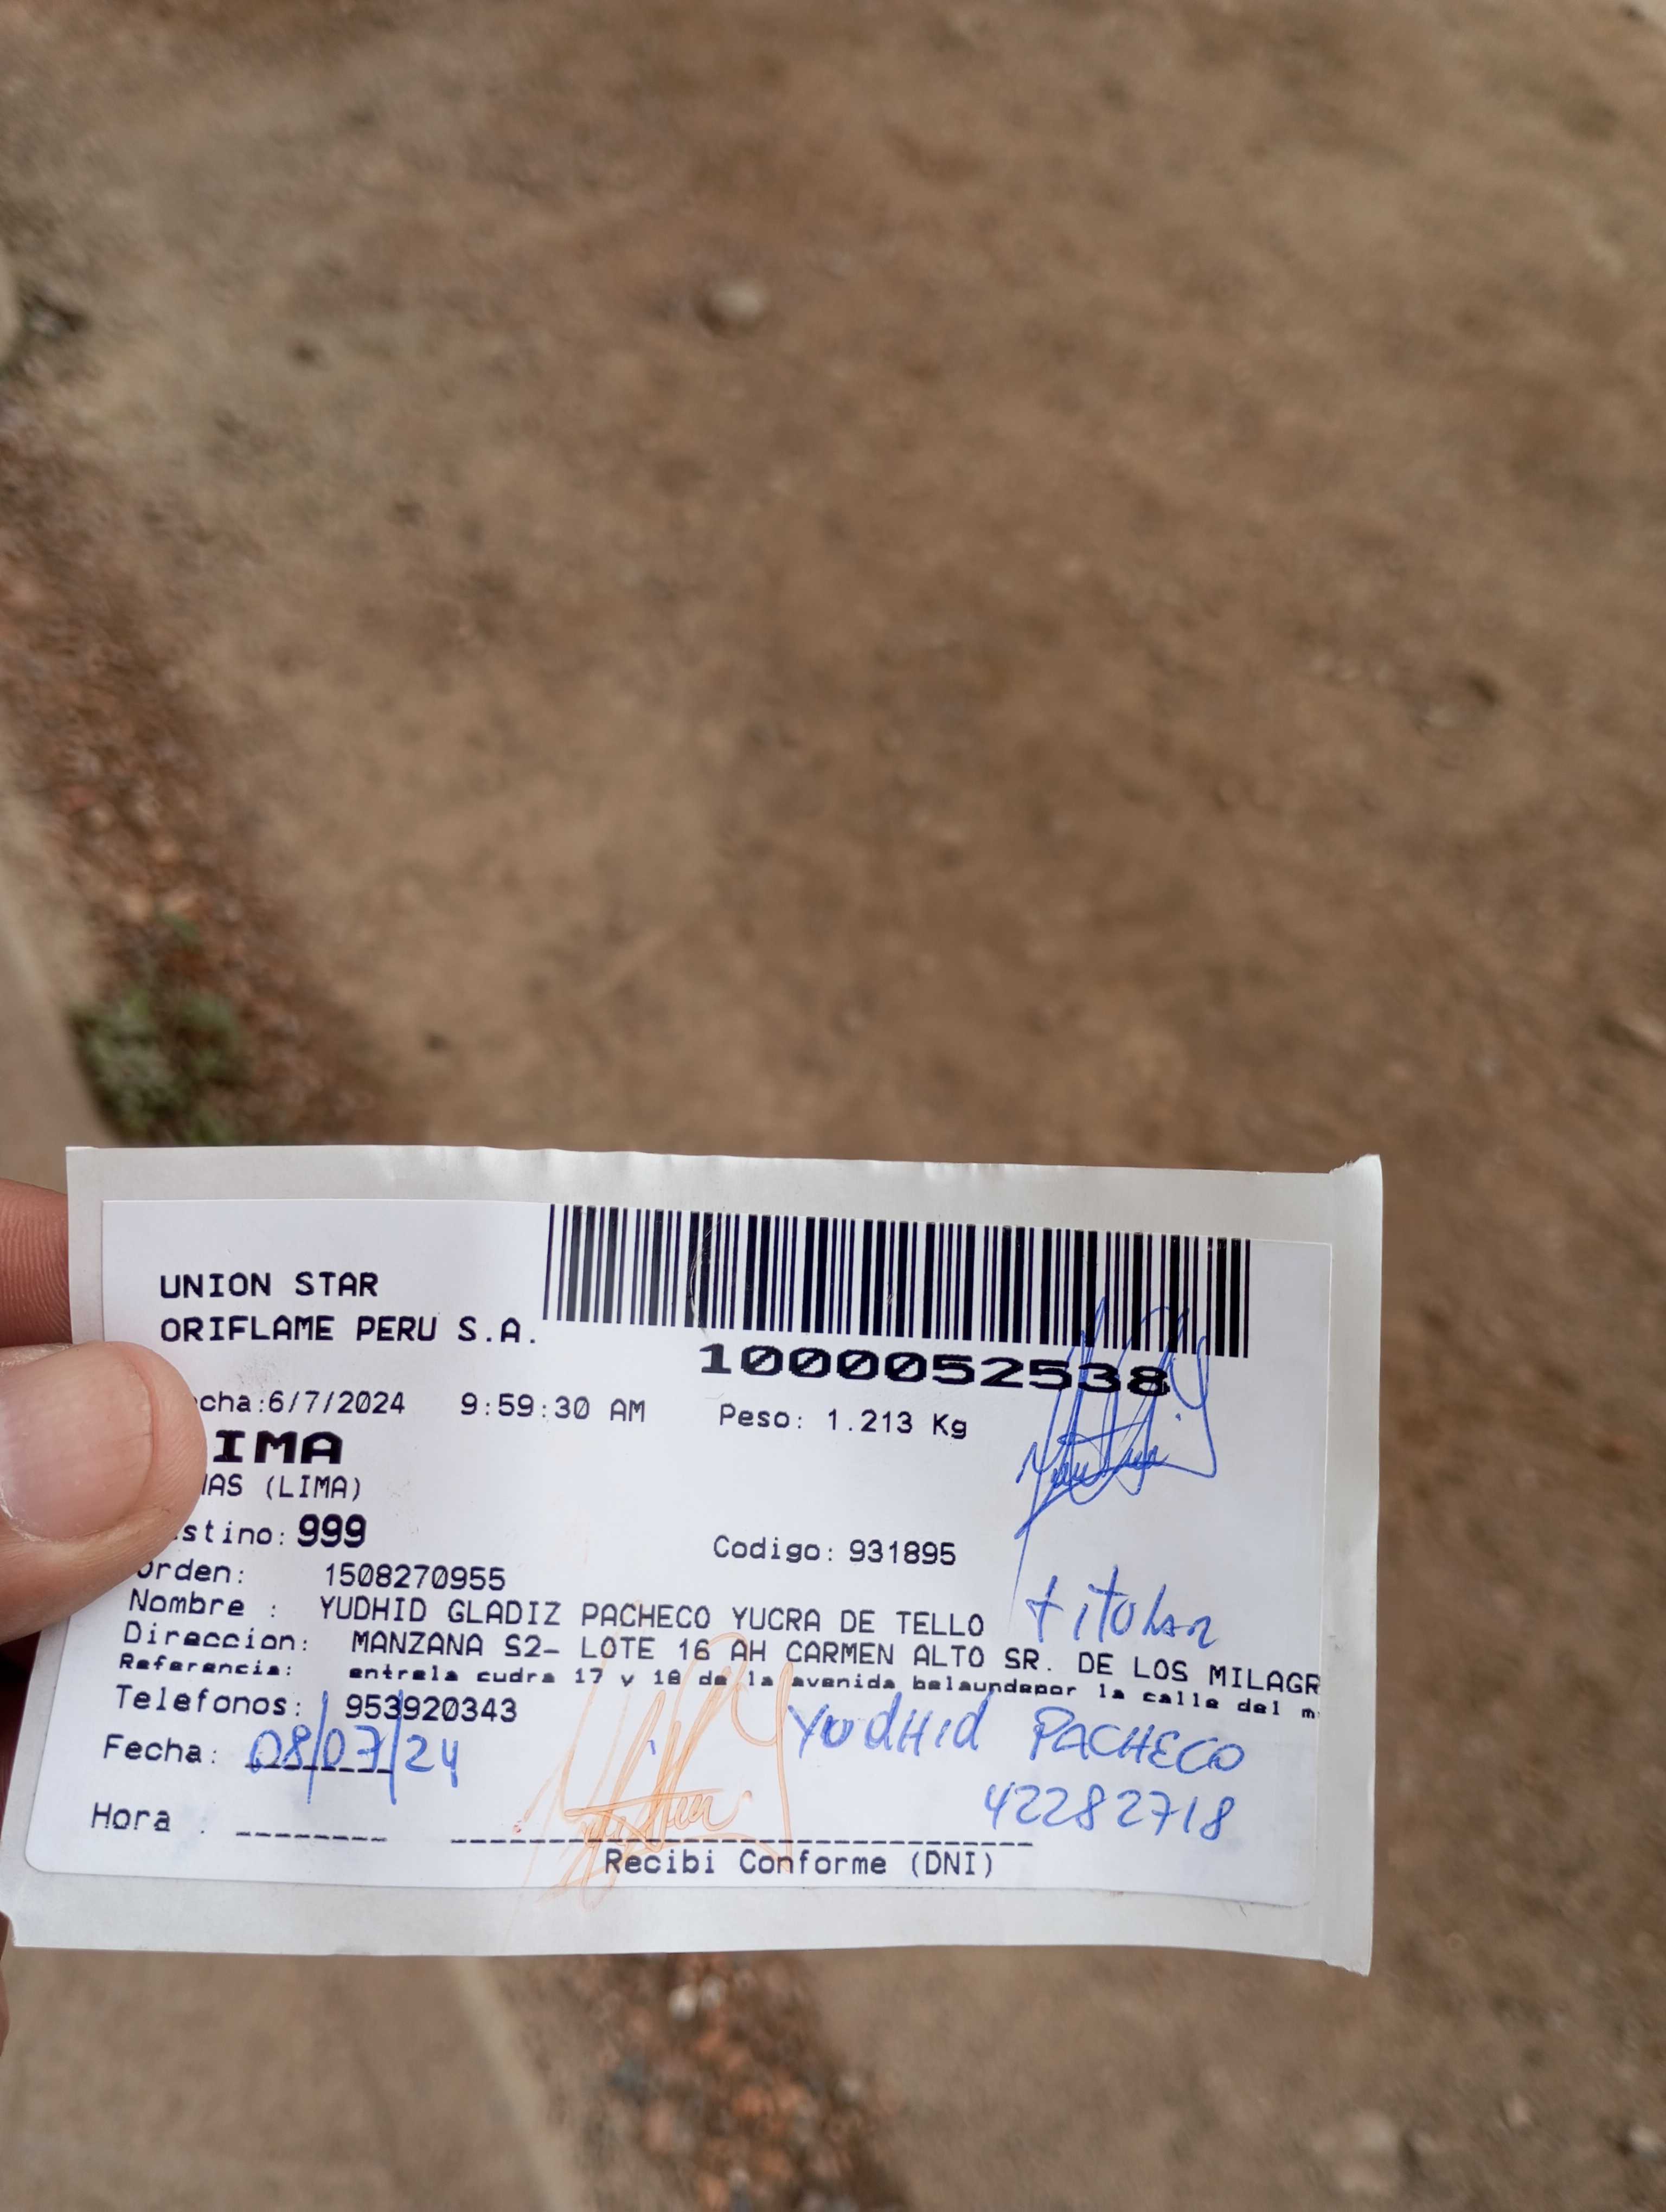 UNION STAR
ORIFLAME PERU S.A.
1000052538
cha:6/7/2024 9:59:30 AM Peso: 1.213 Kg
IMA
AS (LIMA)
stino: 999 Codigo: 931895
orden: 1508270955
Nombre : YUDHID GLADIZ PACHECO YUCRA DE TELLO titular
Direccion: MANZANA S2- LOTE 16 AH CARMEN ALTO SR. DE LOS MILAGR
Referencia: entrela cudra 17 y 18 de la avenida belaundepor la calle del m
Telefonos: 953920343
YudHid PACHECO
Fecha: 08/07/24
42282718
Hora :
Recibi Conforme (DNI)